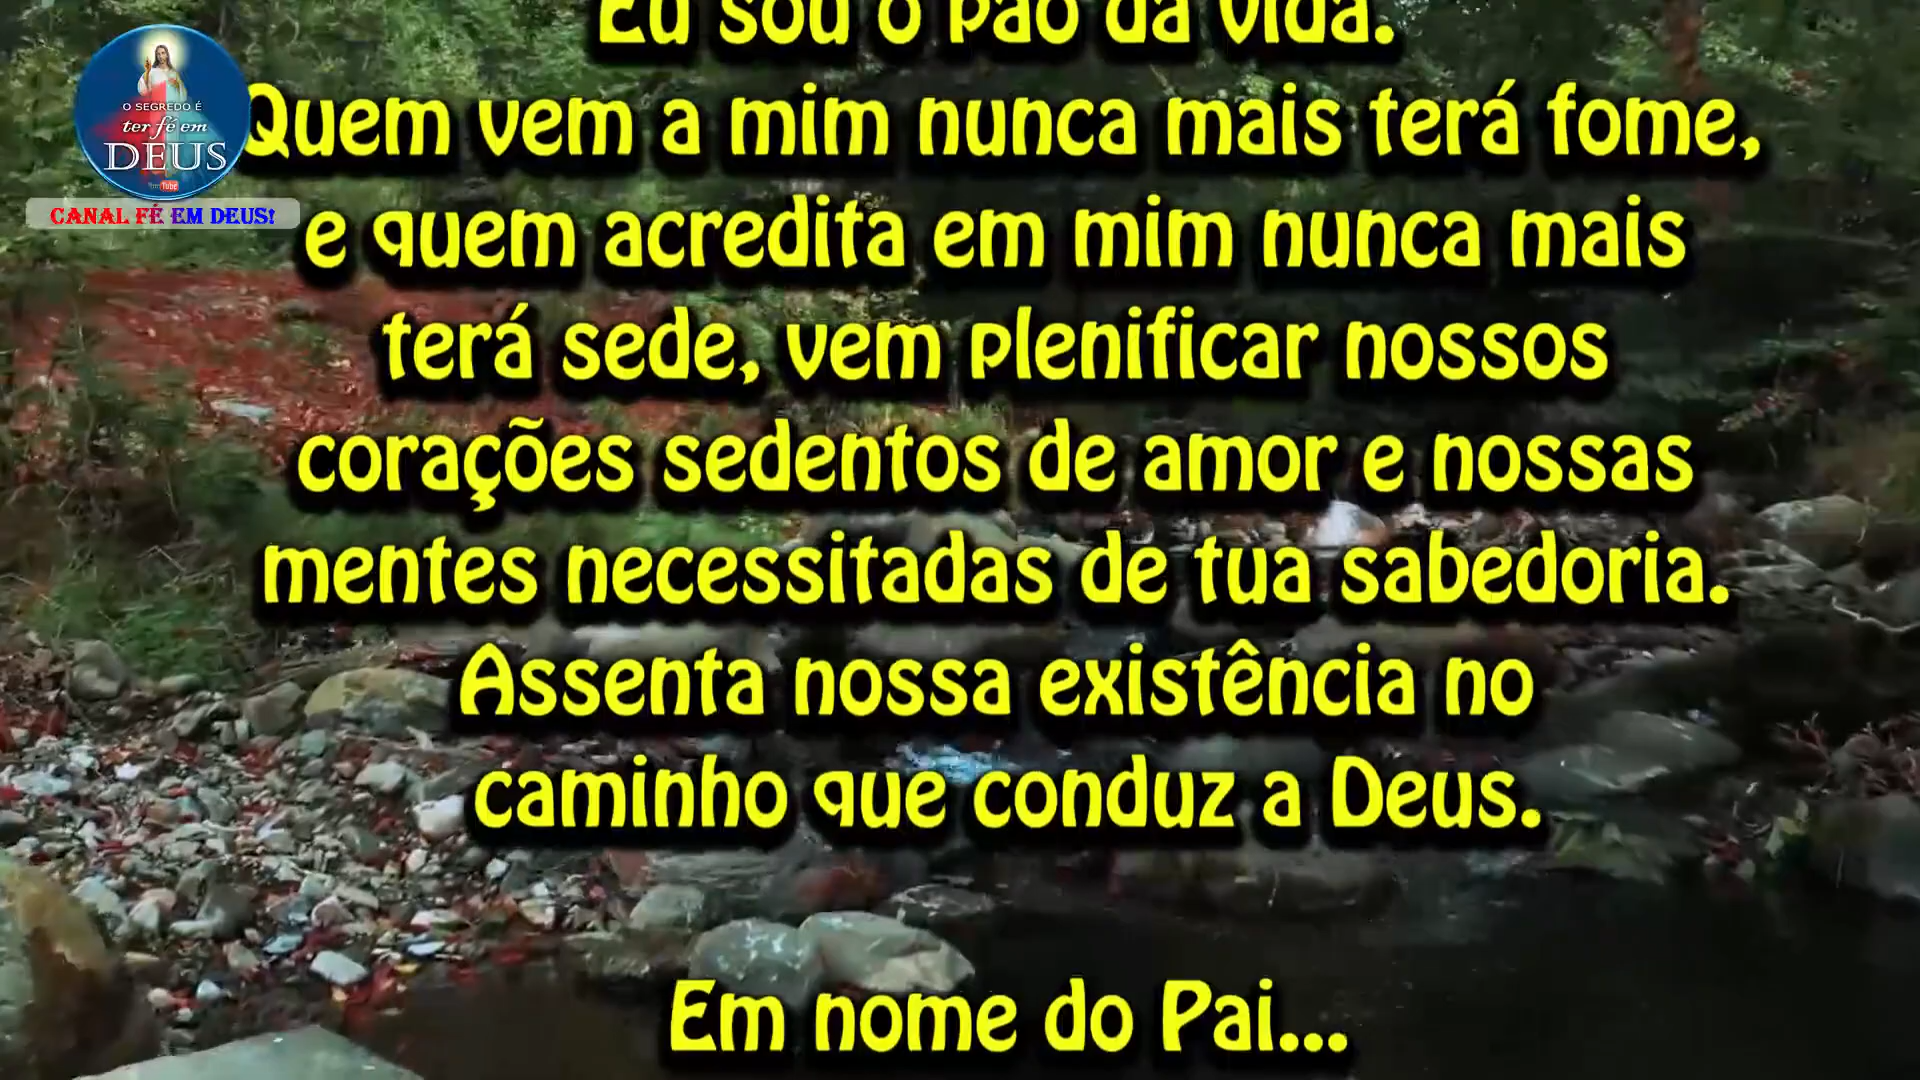 Eu sou o pão da vida.
O SEGREDO É
ter fé em
DEUS
YouTube
CANAL FÉ EM DEUS!
Quem vem a mim nunca mais terá fome,
e quem acredita em mim nunca mais
terá sede, vem plenificar nossos
corações sedentos de amor e nossas
mentes necessitadas de tua sabedoria.
Assenta nossa existência no
caminho que conduz a Deus.
Em nome do Pai...